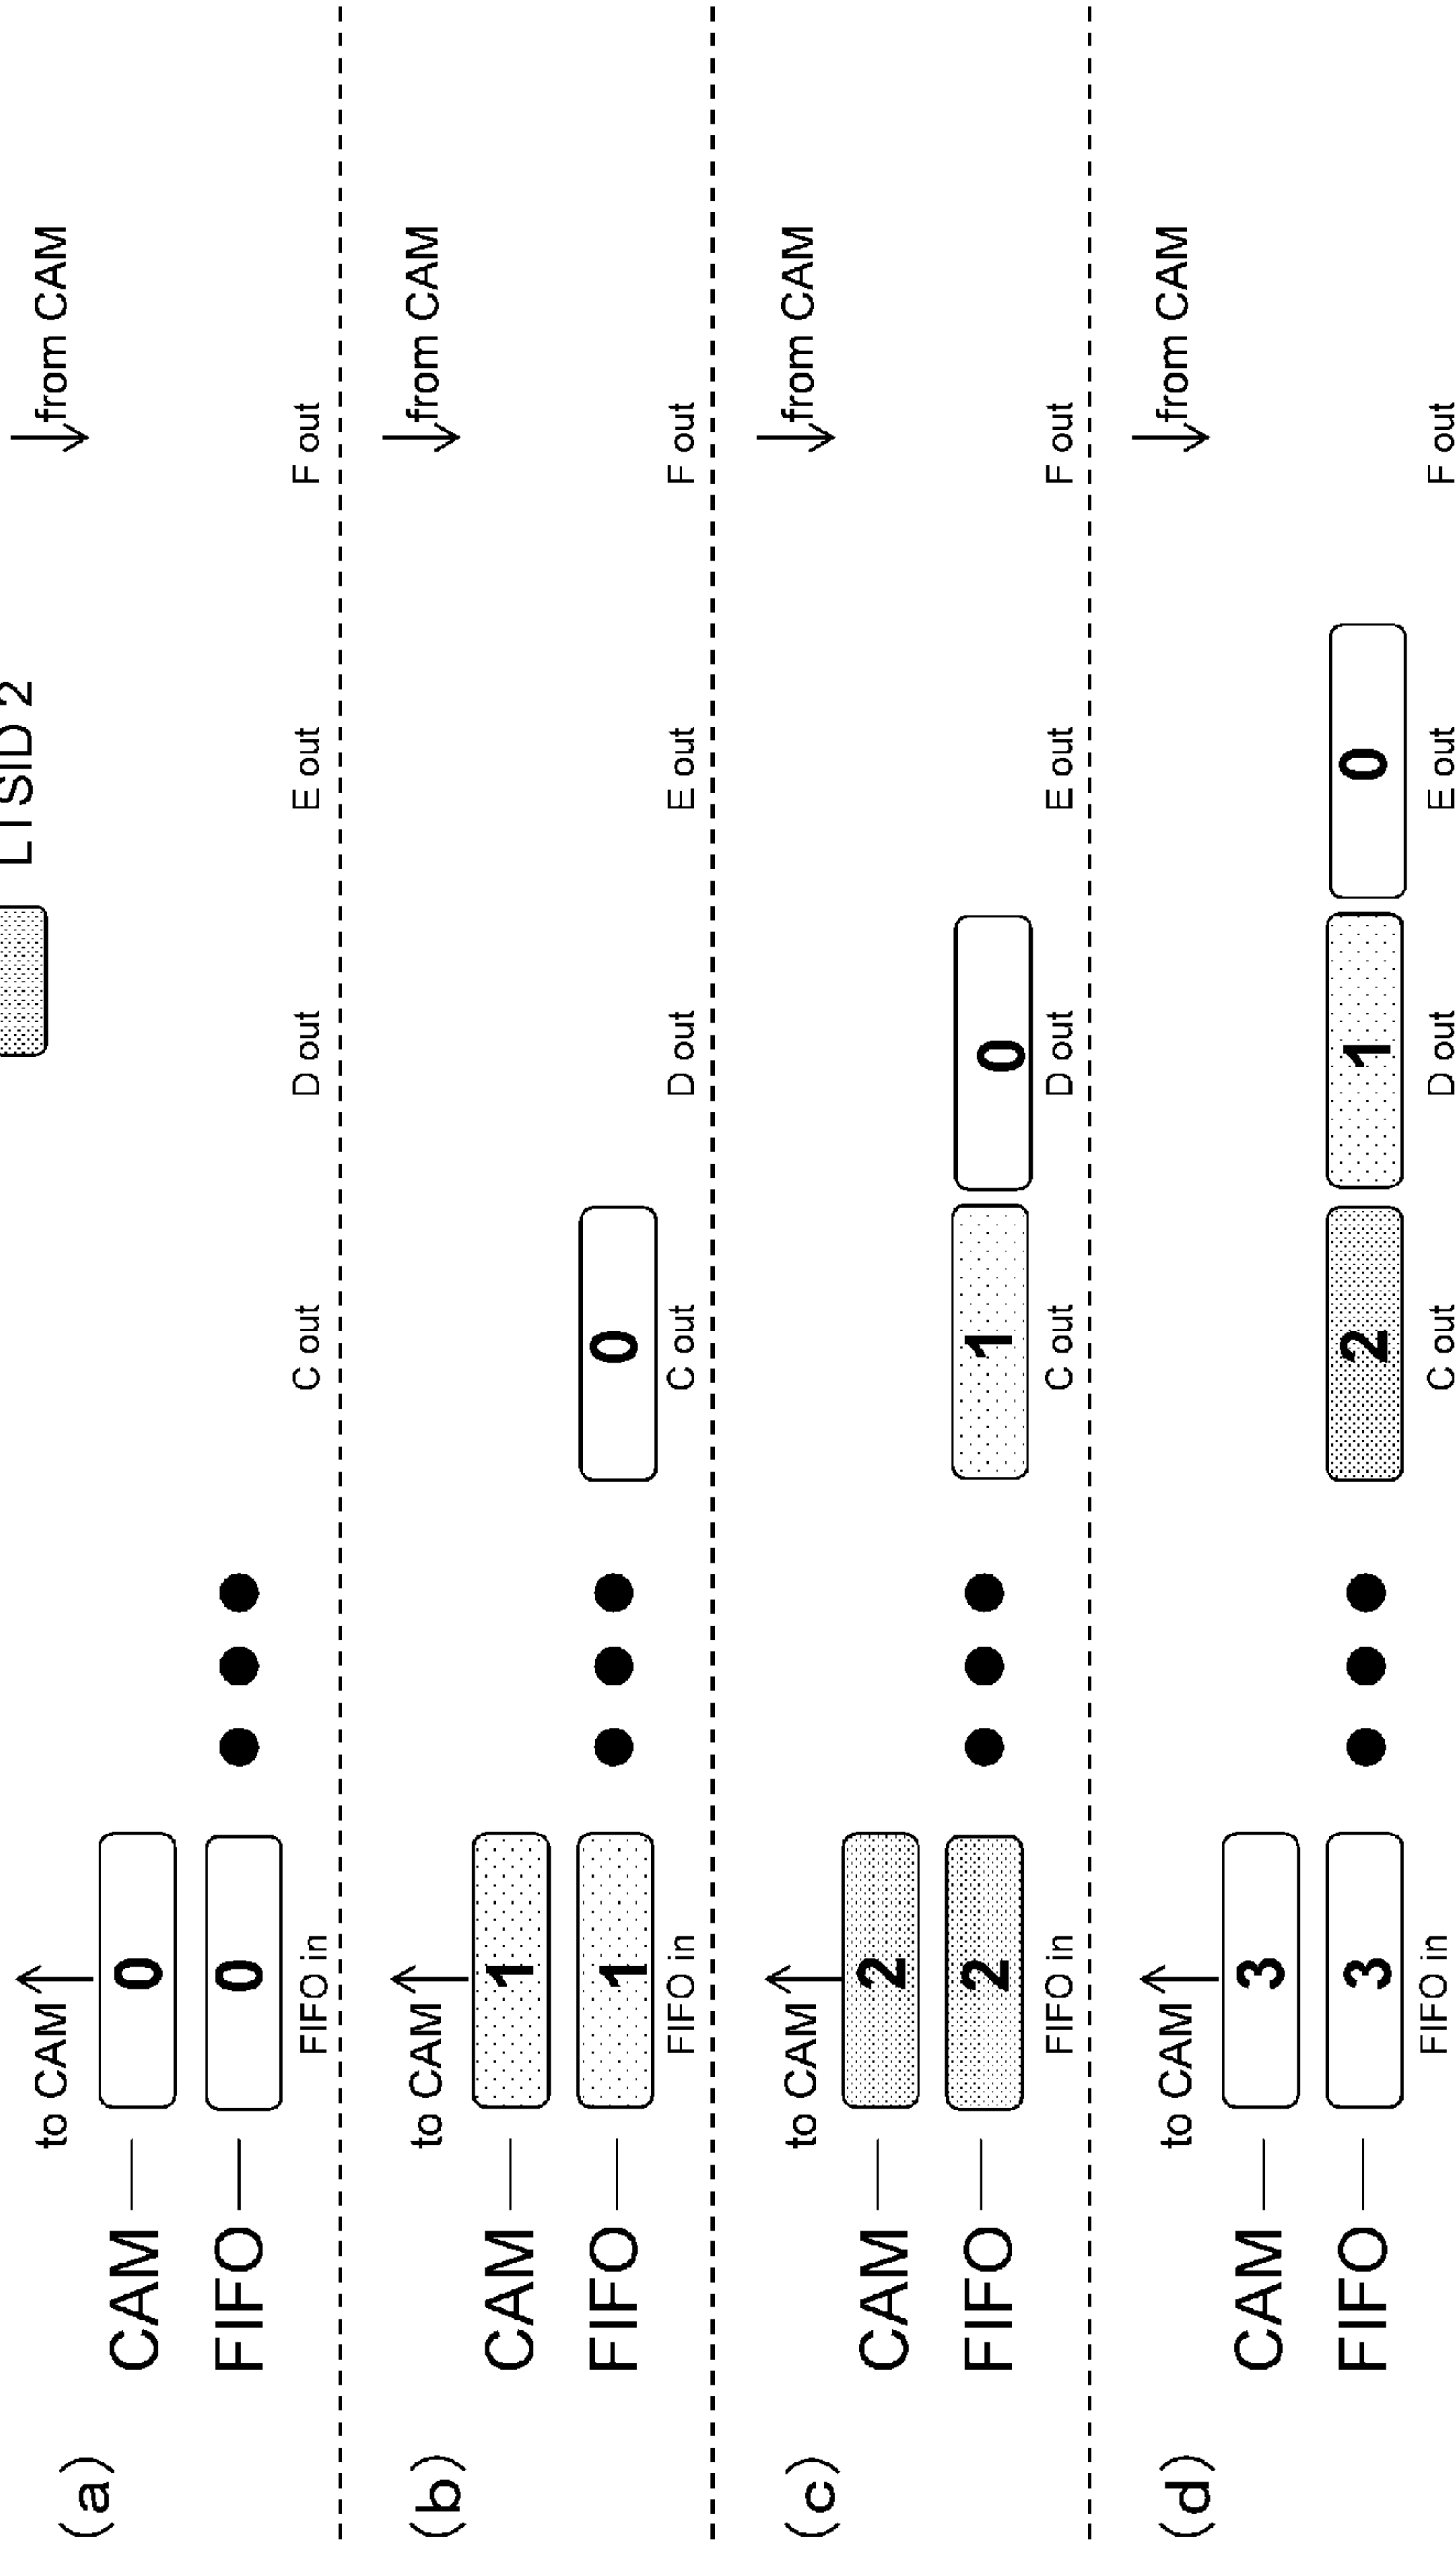 LTSID 2
(a)
to CAM
from CAM
CAM
0
FIFO
0
FIFO in
C out
D out
E out
F out
(b)
to CAM
from CAM
CAM
1
FIFO
1
0
FIFO in
C out
D out
E out
F out
(c)
to CAM
from CAM
CAM
2
FIFO
2
1
0
FIFO in
C out
D out
E out
F out
(d)
to CAM
from CAM
CAM
3
FIFO
3
2
1
0
FIFO in
C out
D out
E out
F out